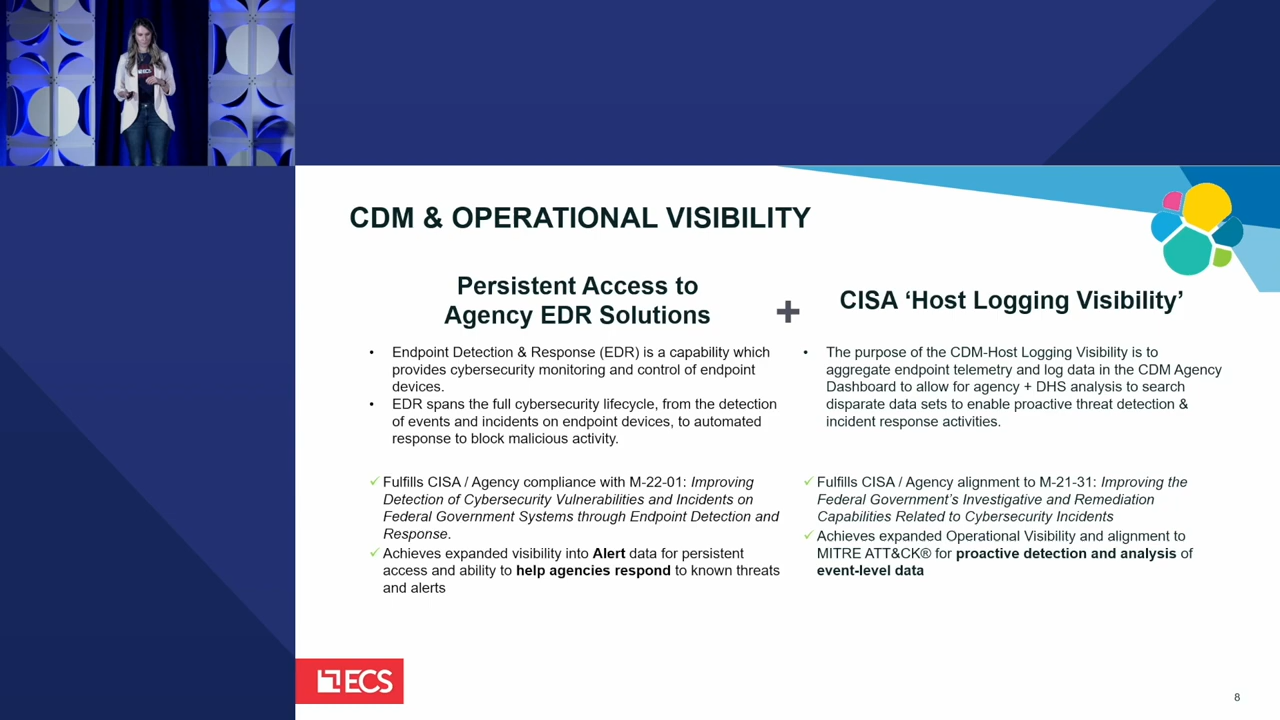 ECS
CDM & OPERATIONAL VISIBILITY
Persistent Access to
Agency EDR Solutions
+
CISA ‘Host Logging Visibility’
• Endpoint Detection & Response (EDR) is a capability which
provides cybersecurity monitoring and control of endpoint
devices.
• EDR spans the full cybersecurity lifecycle, from the detection
of events and incidents on endpoint devices, to automated
response to block malicious activity.
✓Fulfills CISA / Agency compliance with M-22-01: Improving
Detection of Cybersecurity Vulnerabilities and Incidents on
Federal Government Systems through Endpoint Detection and
Response.
✓Achieves expanded visibility into Alert data for persistent
access and ability to help agencies respond to known threats
and alerts
• The purpose of the CDM-Host Logging Visibility is to
aggregate endpoint telemetry and log data in the CDM Agency
Dashboard to allow for agency + DHS analysis to search
disparate data sets to enable proactive threat detection &
incident response activities.
✓Fulfills CISA / Agency alignment to M-21-31: Improving the
Federal Government’s Investigative and Remediation
Capabilities Related to Cybersecurity Incidents
✓Achieves expanded Operational Visibility and alignment to
MITRE ATT&CK® for proactive detection and analysis of
event-level data
ECS
8